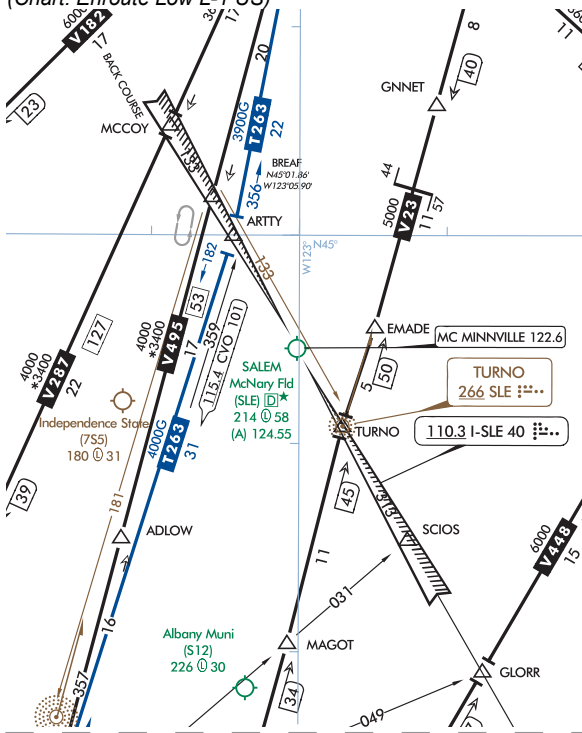 (Chart: Enroute Low L-1 US)
6000
V182
17
BACK COURSE
17
20
8
40
GNNET
23
MCCOY
133
3900G
T263
22
356
BREAF
N45°01.86'
W123°05.90'
44
5000
V23
11
57
ARTTY
N45°
W123°
133
182
53
359
17
115.4 CYO 101
4000
*3400
V495
EMADE
MC MINNVILLE 122.6
127
4000
*3400
V287
22
SALEM
McNary Fld
(SLE) D★
214 Ⓛ 58
(A) 124.55
5
50
TURNO
266 SLE
Independence State
(7S5)
180 Ⓛ 31
4000G
T263
31
TURNO
110.3 I-SLE 40
39
181
45
313
ADLOW
SCIOS
6000
V448
15
11
031
16
Albany Muni
(S12)
226 Ⓛ 30
MAGOT
GLORR
357
34
049